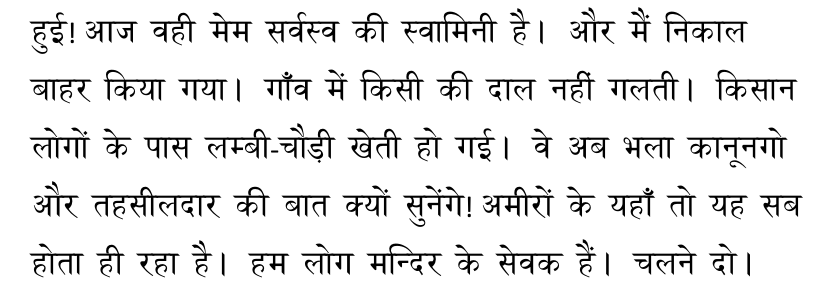 हुई! आज वही मेम सर्वस्व की स्वामिनी है। और मैं निकाल
बाहर किया गया। गाँव में किसी की दाल नहीं गलती। किसान
लोगों के पास लम्बी-चौड़ी खेती हो गई। वे अब भला कानूनगो
और तहसीलदार की बात क्यों सुनेंगे! अमीरों के यहाँ तो यह सब
होता ही रहा है। हम लोग मन्दिर के सेवक हैं। चलने दो।